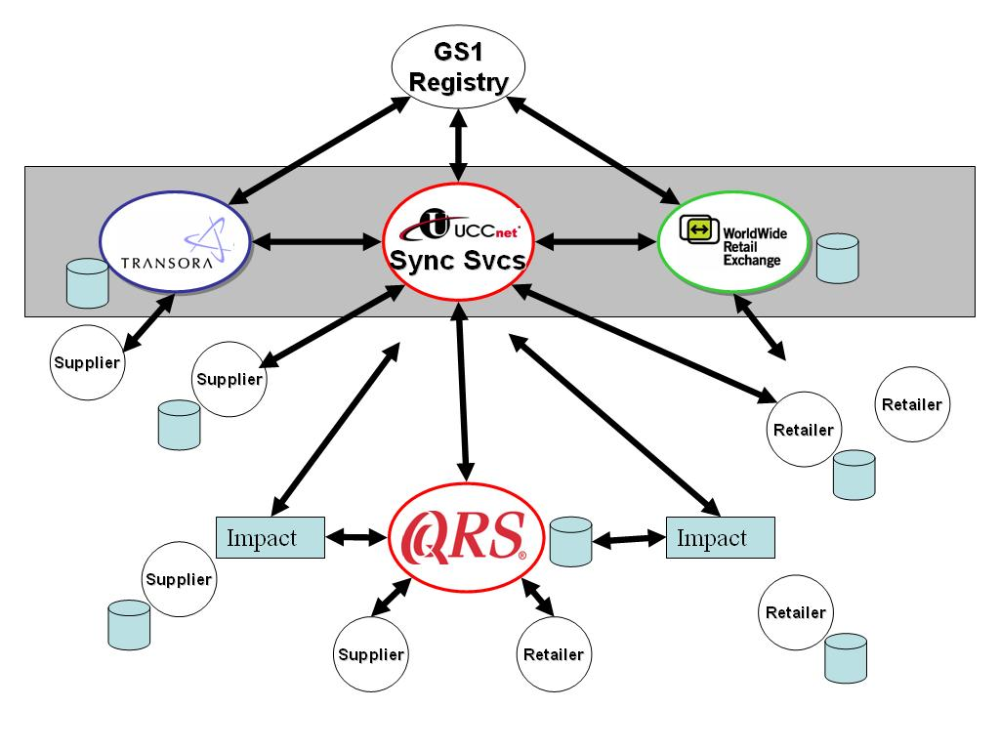 GS1
Registry
TRANSORA
UCCnet
Sync Svcs
WorldWide
Retail
Exchange
Supplier
Supplier
Retailer
Retailer
Impact
QRS®
Impact
Supplier
Retailer
Supplier
Retailer